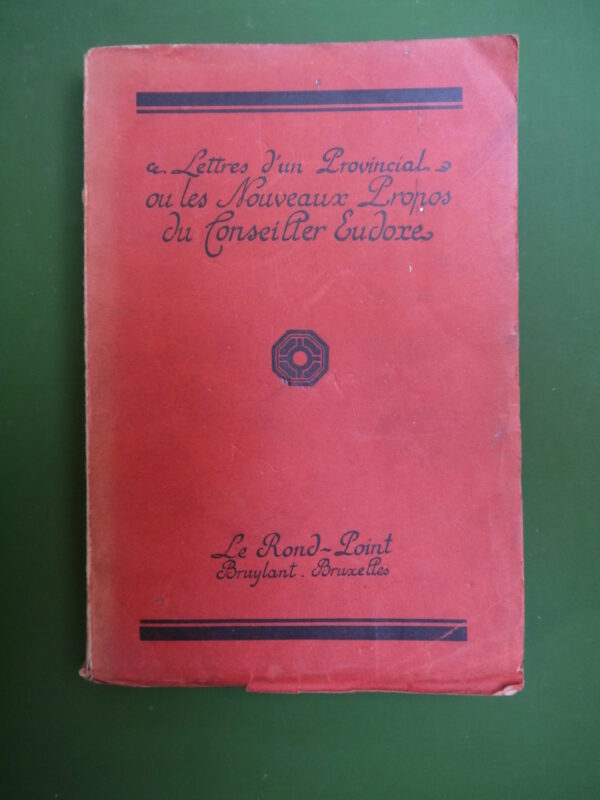 Lettres d'un Provincial
ou les Nouveaux Propos
du Conseiller Eudoxe
Le Rond-Point
Bruylant. Bruxelles